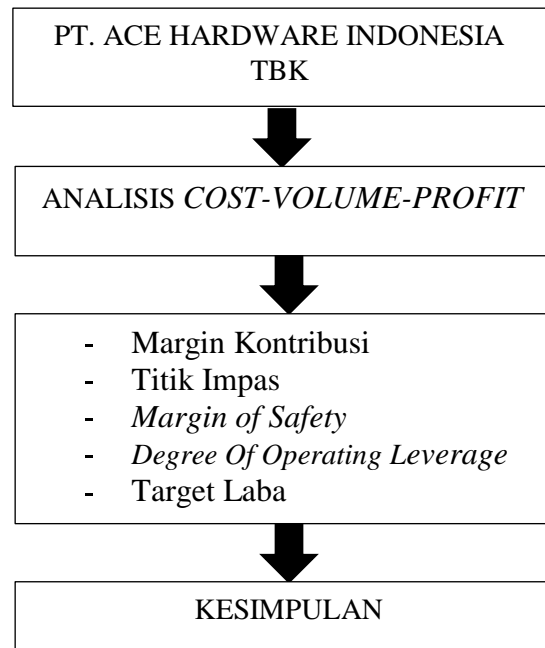 PT. ACE HARDWARE INDONESIA
TBK
ANALISIS COST-VOLUME-PROFIT
- Margin Kontribusi
- Titik Impas
- Margin of Safety
- Degree Of Operating Leverage
- Target Laba
KESIMPULAN